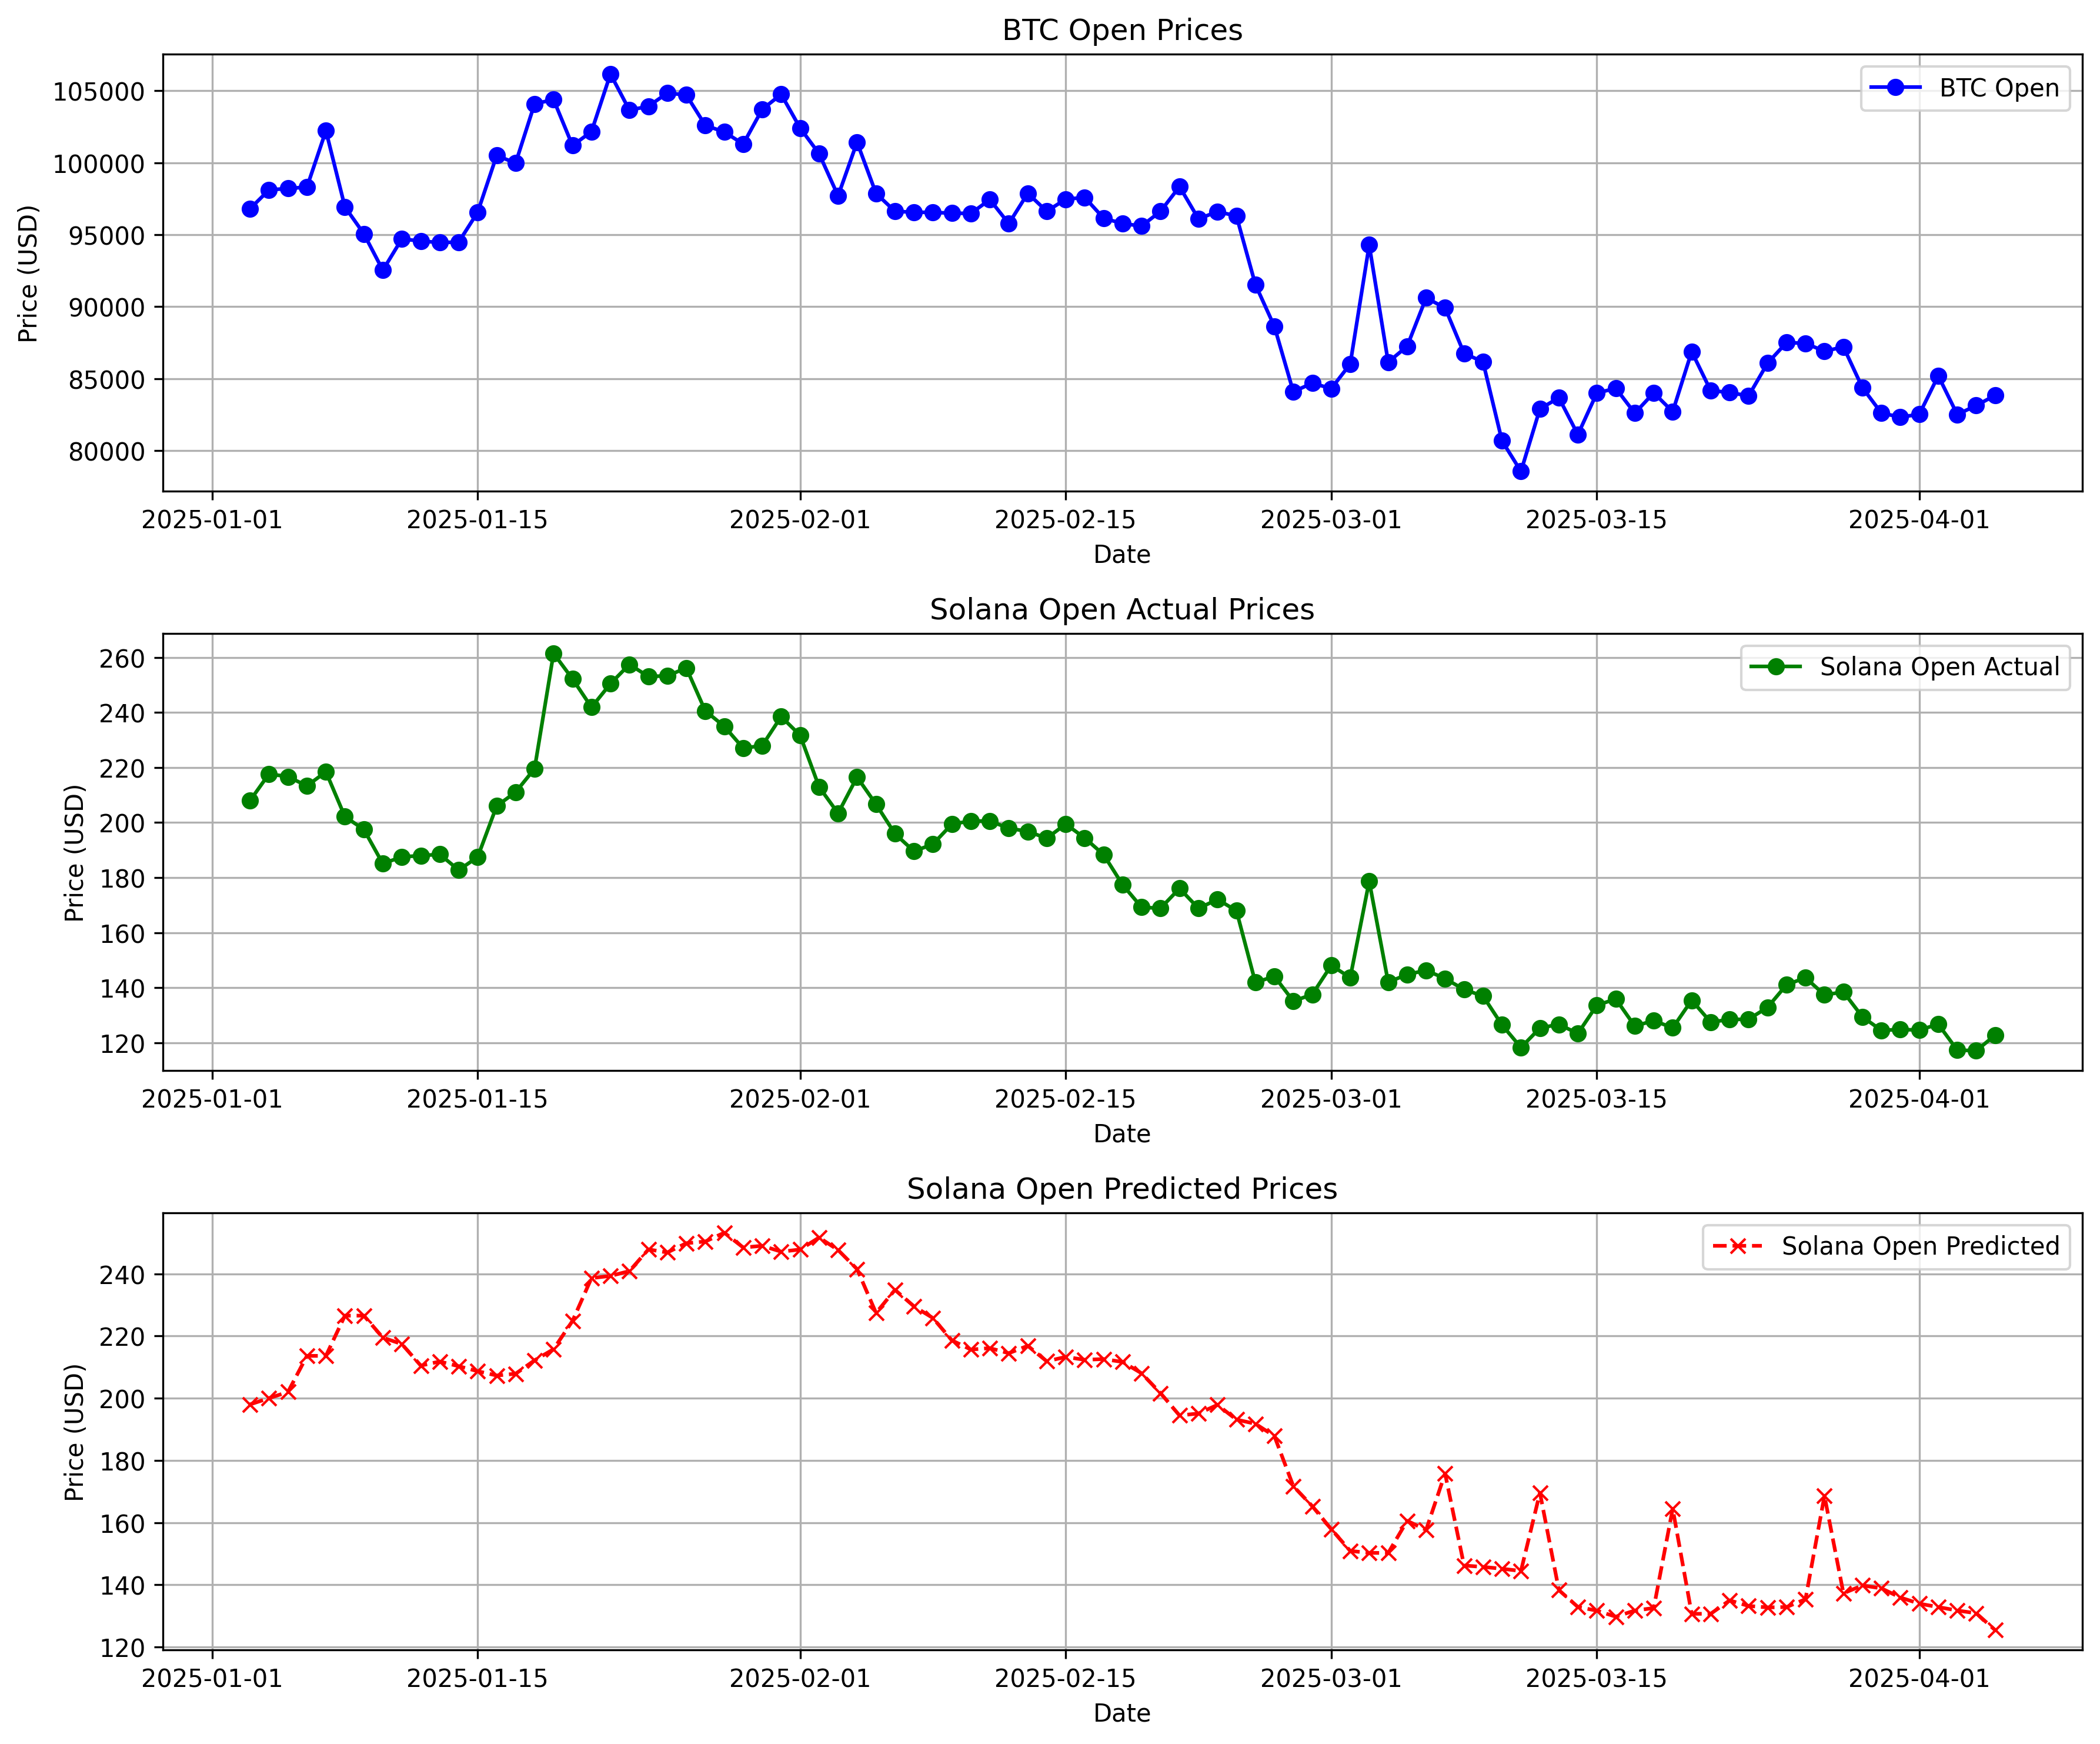 BTC Open Prices
105000
100000
95000
90000
85000
80000
Price (USD)
BTC Open
2025-01-01 2025-01-15 2025-02-01 2025-02-15 2025-03-01 2025-03-15 2025-04-01
Date
Solana Open Actual Prices
260
240
220
200
180
160
140
120
Price (USD)
Solana Open Actual
2025-01-01 2025-01-15 2025-02-01 2025-02-15 2025-03-01 2025-03-15 2025-04-01
Date
Solana Open Predicted Prices
240
220
200
180
160
140
120
Price (USD)
Solana Open Predicted
2025-01-01 2025-01-15 2025-02-01 2025-02-15 2025-03-01 2025-03-15 2025-04-01
Date